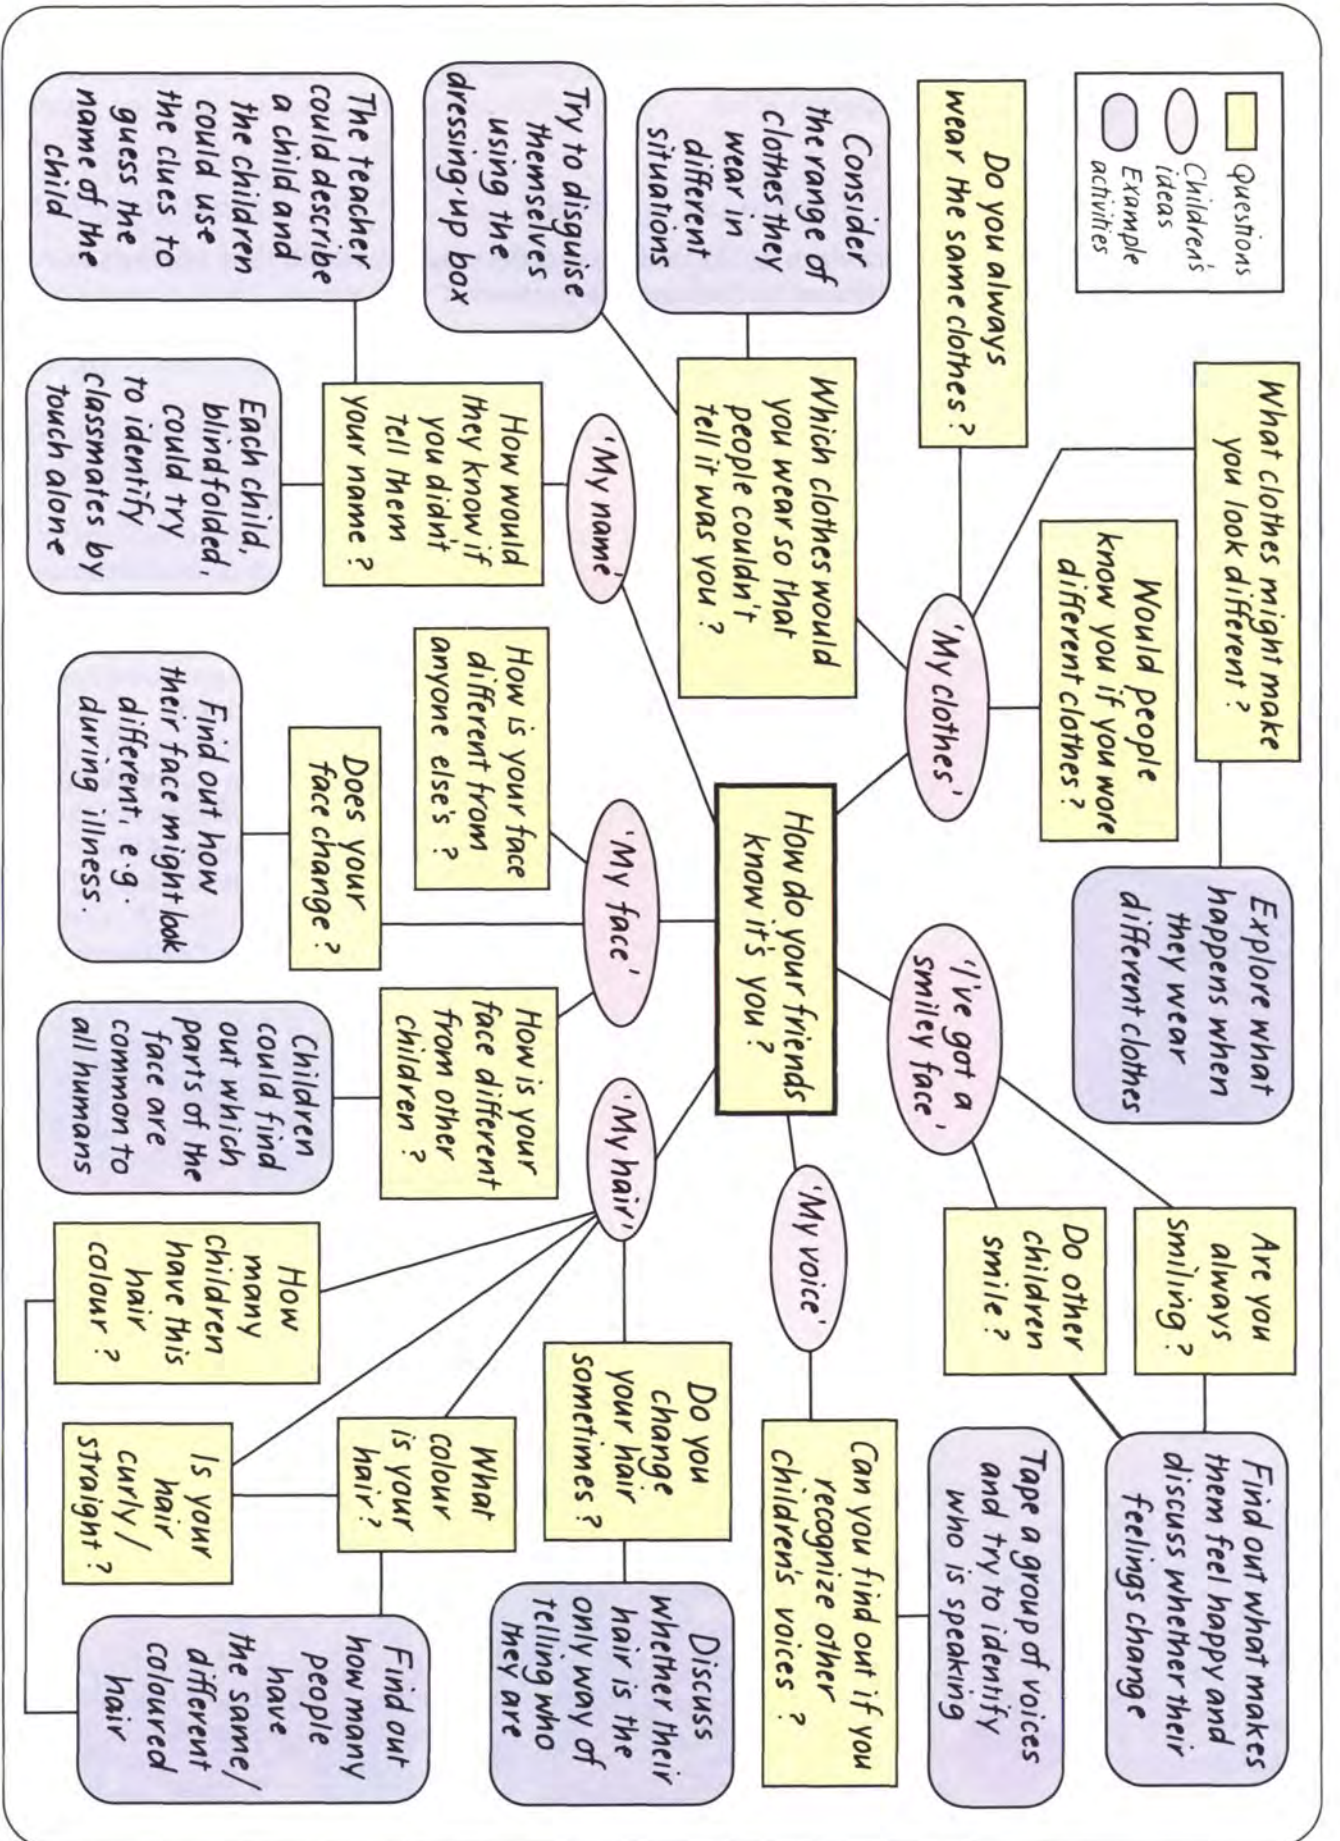 Questions
Children's
ideas
Example
activities
What clothes might make
you look different?
Explore what
happens when
they wear
different clothes
Are you
always
smiling?
Find out what makes
them feel happy and
discuss whether their
feelings change
Do you always
wear the same clothes?
Would people
know you if you wore
different clothes?
'My clothes'
'I've got a
smiley face'
Do other
children
smile?
Tape a group of voices
and try to identify
who is speaking
Consider
the range of
clothes they
wear in
different
situations
Which clothes would
you wear so that
people couldn't
tell it was you?
How do your friends
know it's you?
'My voice'
Can you find out if you
recognize other
children's voices?
Try to disguise
themselves
using the
dressing-up box
'My name'
'My face'
'My hair'
Do you
change
your hair
sometimes?
Discuss
whether their
hair is the
only way of
telling who
they are
The teacher
could describe
a child and
the children
could use
the clues to
guess the
name of the
child
How would
they know if
you didn't
tell them
your name?
How is your face
different from
anyone else's?
How is your
face different
from other
children?
What
colour
is your
hair?
Each child,
blindfolded,
could try
to identify
classmates by
touch alone
Does your
face change?
Find out how
their face might look
different, e.g.
during illness.
Children
could find
out which
parts of the
face are
common to
all humans
How
many
children
have this
hair
colour?
Is your
hair
curly/
straight?
Find out
how many
people
have
the same/
different
coloured
hair